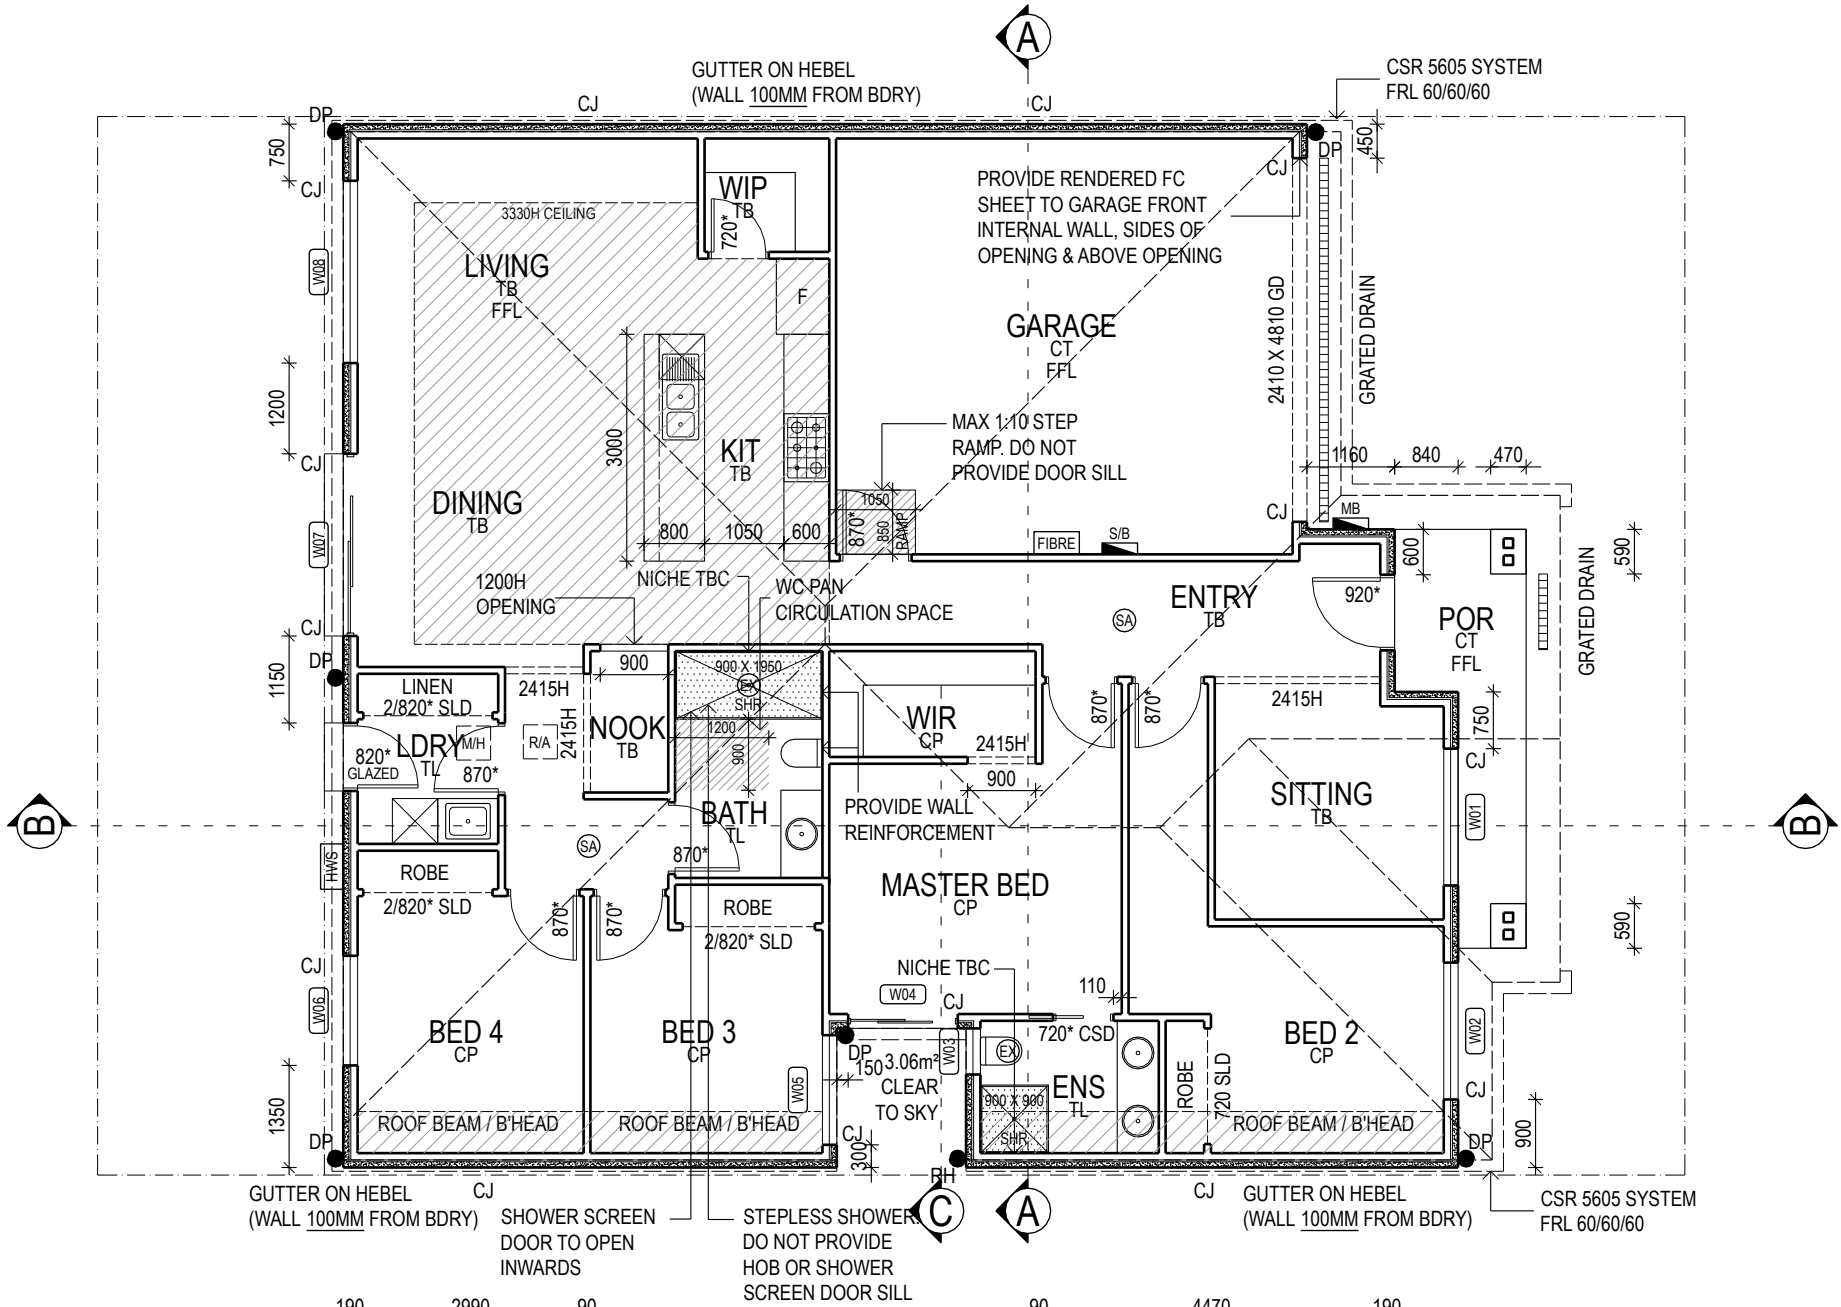 A
GUTTER ON HEBEL
(WALL 100MM FROM BDRY)
CSR 5605 SYSTEM
FRL 60/60/60
DP
CJ
CJ
DP
750
CJ
450
CJ
WIP
TB
720*
PROVIDE RENDERED FC
SHEET TO GARAGE FRONT
INTERNAL WALL, SIDES OF
OPENING & ABOVE OPENING
3330H CEILING
LIVING
TB
FFL
W08
F
GARAGE
CT
FFL
2410 X 4810 GD
GRATED DRAIN
1200
3000
KIT
TB
MAX 1:10 STEP
RAMP. DO NOT
PROVIDE DOOR SILL
CJ
1160
840
470
DINING
TB
W07
800
1050
600
1050
870*
850
RAMP
CJ
MB
FIBRE
S/B
600
590
GRATED DRAIN
1200H
OPENING
NICHE TBC
WC PAN
CIRCULATION SPACE
ENTRY
TB
SA
920*
POR
CT
FFL
CJ
DP
1150
900
900 X 1950
EX
SHR
LINEN
2/820* SLD
2415H
2415H
NOOK
TB
1200
900
WIR
CP
2415H
900
870*
870*
2415H
750
CJ
LDRY
TL
M/H
R/A
820*
GLAZED
870*
B
BATH
TL
PROVIDE WALL
REINFORCEMENT
SITTING
TB
W01
B
HWS
SA
870*
ROBE
2/820* SLD
870*
870*
ROBE
2/820* SLD
MASTER BED
CP
590
CJ
W06
NICHE TBC
W04
CJ
110
BED 4
CP
BED 3
CP
W05
DP
150
3.06m²
CLEAR
TO SKY
W03
EX
720* CSD
ENS
TL
900 X 900
SHR
ROBE
720 SLD
BED 2
CP
W02
CJ
1350
ROOF BEAM / B'HEAD
ROOF BEAM / B'HEAD
ROOF BEAM / B'HEAD
DP
CJ
300
RH
DP
900
GUTTER ON HEBEL
(WALL 100MM FROM BDRY)
CJ
SHOWER SCREEN
DOOR TO OPEN
INWARDS
STEPLESS SHOWER.
DO NOT PROVIDE
HOB OR SHOWER
SCREEN DOOR SILL
C
A
CJ
GUTTER ON HEBEL
(WALL 100MM FROM BDRY)
CSR 5605 SYSTEM
FRL 60/60/60
190
2990
90
90
4470
190